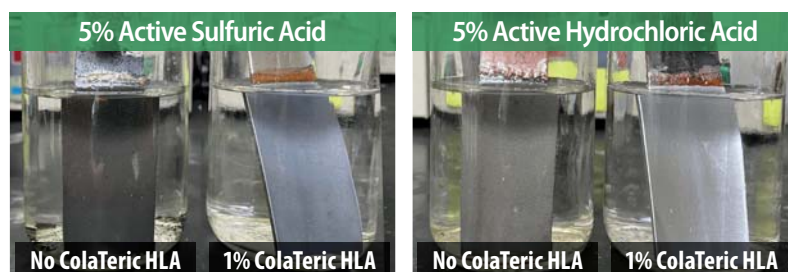 5% Active Sulfuric Acid
No ColaTeric HLA
1% ColaTeric HLA
5% Active Hydrochloric Acid
No ColaTeric HLA
1% ColaTeric HLA